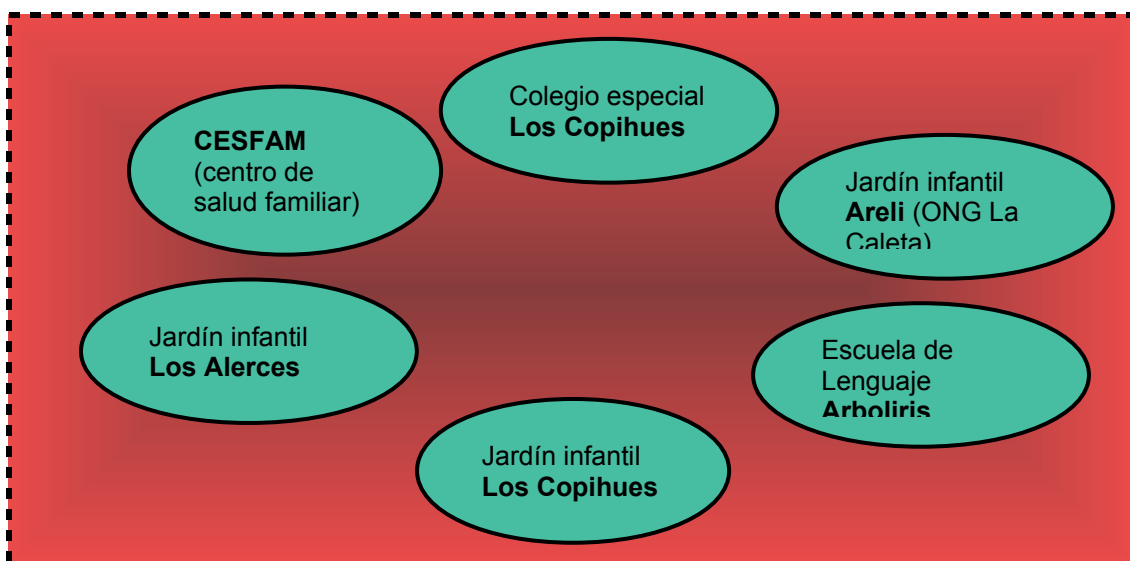 Colegio especial
Los Copihues
CESFAM
(centro de
salud familiar)
Jardín infantil
Areli (ONG La
Caleta)
Jardín infantil
Los Alerces
Escuela de
Lenguaje
Arboliris
Jardín infantil
Los Copihues